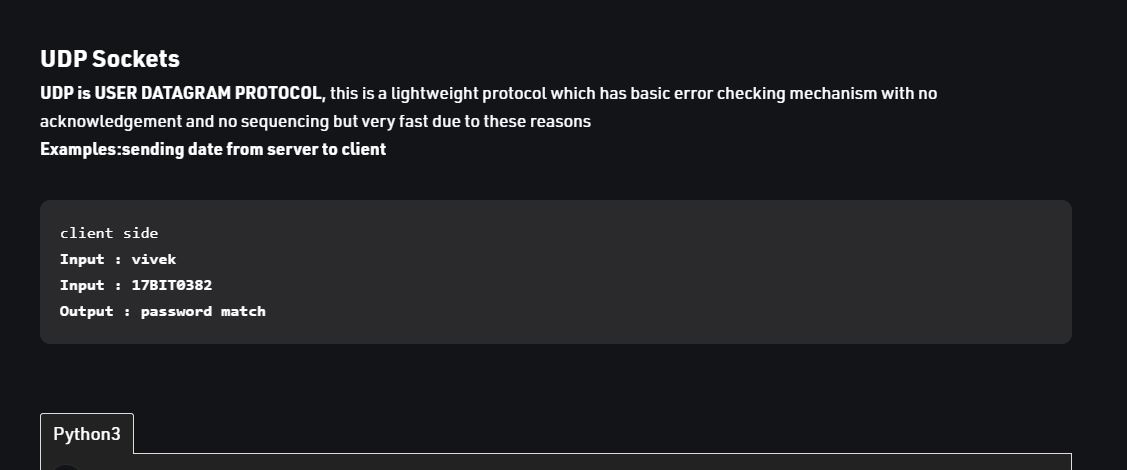 UDP Sockets
UDP is USER DATAGRAM PROTOCOL, this is a lightweight protocol which has basic error checking mechanism with no
acknowledgement and no sequencing but very fast due to these reasons
Examples:sending date from server to client
client side
Input : vivek
Input : 17BIT0382
Output : password match
Python3